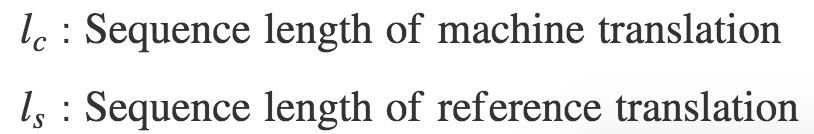 l_c : Sequence length of machine translation
l_s : Sequence length of reference translation